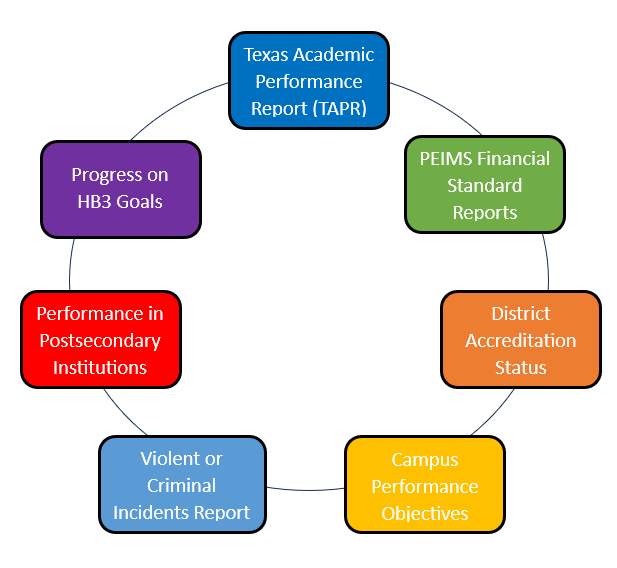 Texas Academic
Performance
Report (TAPR)
PEIMS Financial
Standard
Reports
District
Accreditation
Status
Campus
Performance
Objectives
Violent or
Criminal
Incidents Report
Performance in
Postsecondary
Institutions
Progress on
HB3 Goals